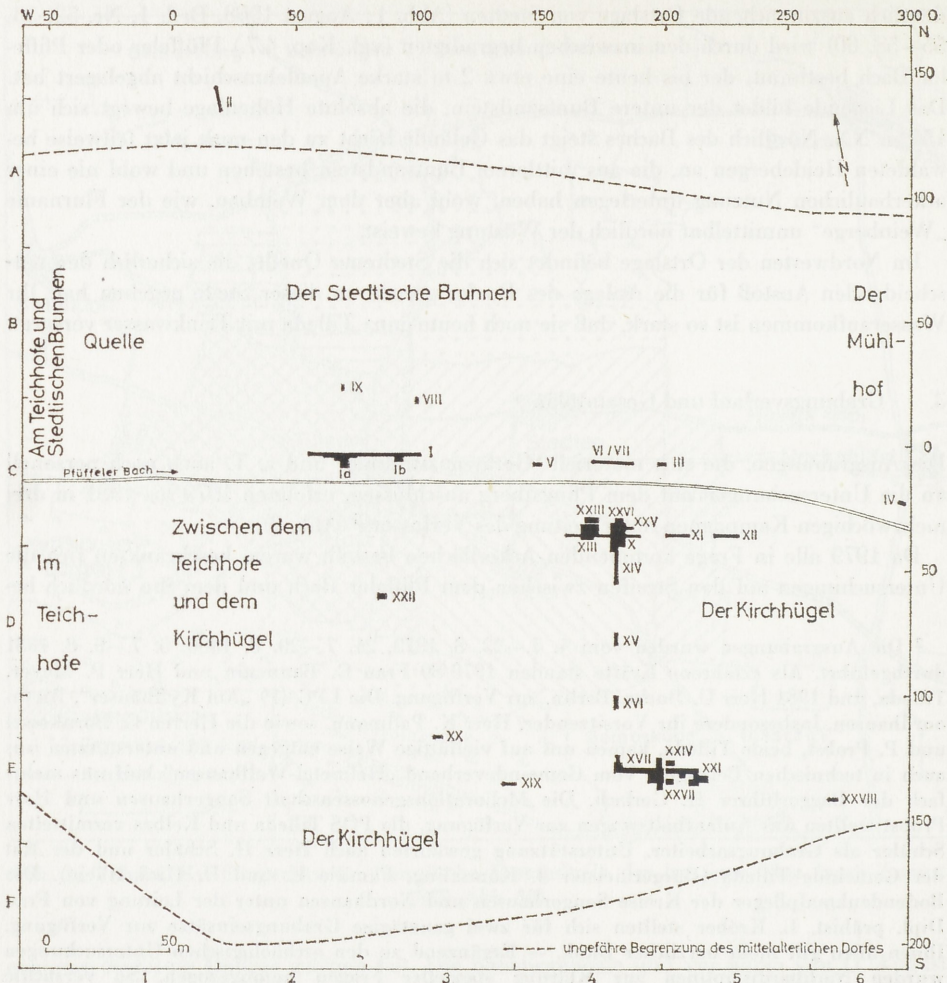 W 50 0 50 100 150 200 250 300 O
N
150
II
A
100
N
Am Teichhofe und
Stedtischen Brunnen
Der Stedtische Brunnen
Der
B
50
Quelle
Mühl-
hof
IX
VIII
0
I
VI / VII
Ia
Ib
V
III
C
Pfüffeler Bach
IV
XXIII XXVI
XXV
Zwischen dem
XI
XII
XIII
X
Im
Teichhofe
XIV
50
und dem
XXII
Der Kirchhügel
Teich-
D
Kirchhügel
hofe
XV
XVI
100
XX
XXIV
E
XVII
XXI
XIX
XXVII
XXVIII
150
Der Kirchhügel
F
0
50 m
ungefähre Begrenzung des mittelalterlichen Dorfes
200
S
1 2 3 4 5 6